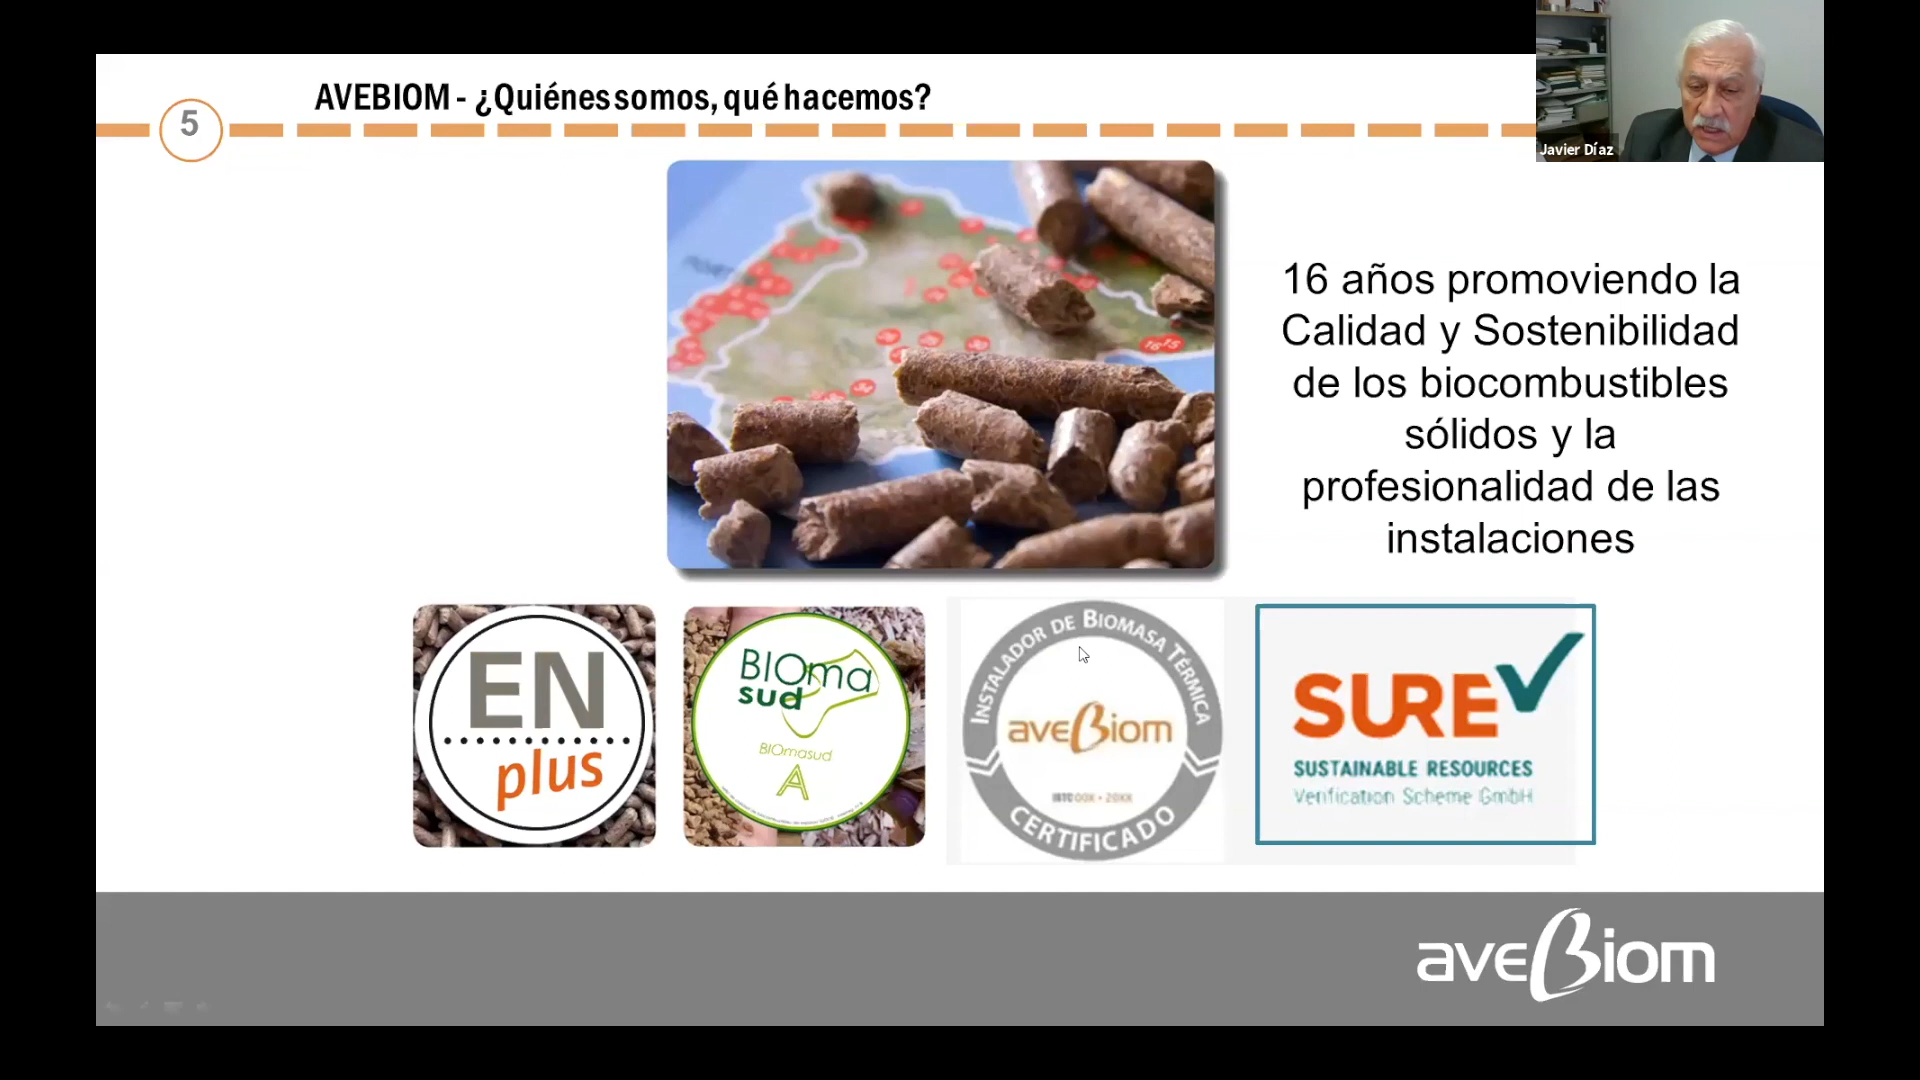 AVEBIOM - ¿Quiénes somos, qué hacemos?
5
Javier Díaz
16 años promoviendo la
Calidad y Sostenibilidad
de los biocombustibles
sólidos y la
profesionalidad de las
instalaciones
EN
plus
BIOma
sud
BIOmasud
A
INSTALADOR DE BIOMASA TÉRMICA
aveBiom
CERTIFICADO
SURE
SUSTAINABLE RESOURCES
Verification Scheme GmbH
aveBiom